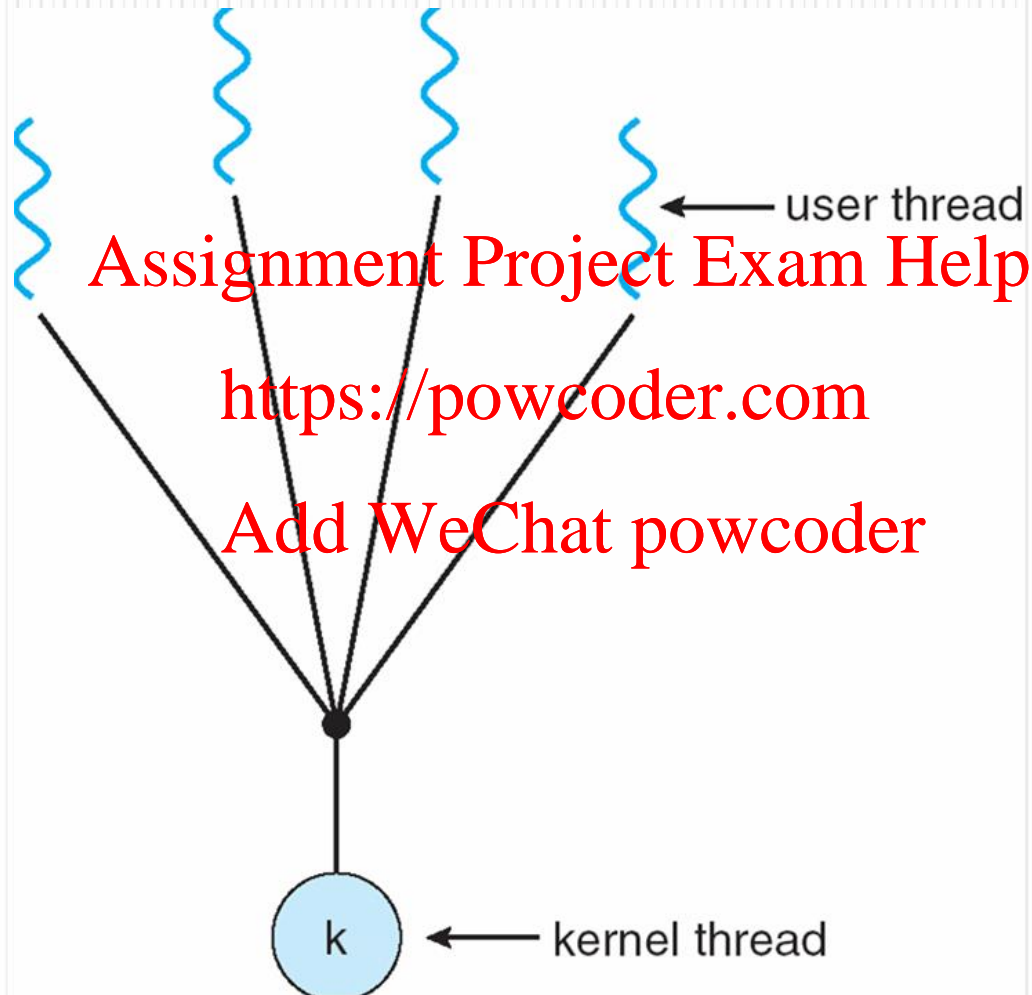 user thread
Assignment Project Exam Help
https://powcoder.com
Add WeChat powcoder
k
kernel thread